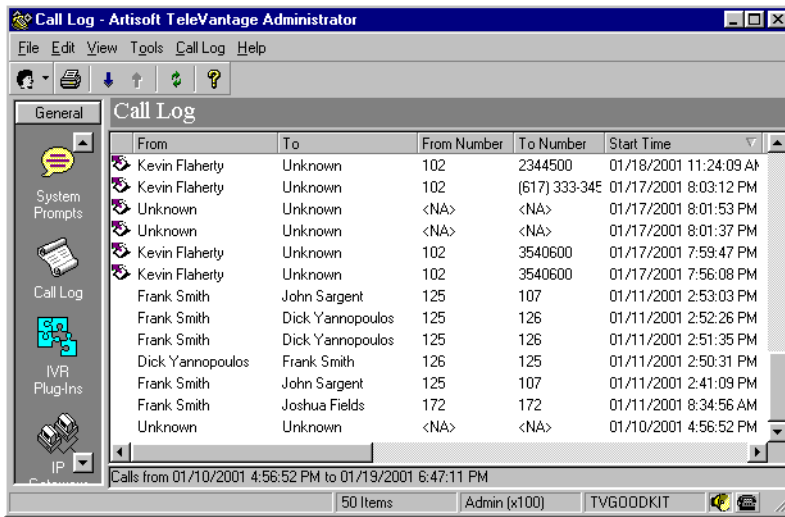 Call Log - Artisoft TeleVantage Administrator
File Edit View Tools Call Log Help
General
Call Log
System Prompts
Call Log
IVR Plug-Ins
IP
From To From Number To Number Start Time
Kevin Flaherty Unknown 102 2344500 01/18/2001 11:24:09 AM
Kevin Flaherty Unknown 102 (617) 333-345 01/17/2001 8:03:12 PM
Unknown Unknown <NA> <NA> 01/17/2001 8:01:53 PM
Unknown Unknown <NA> <NA> 01/17/2001 8:01:37 PM
Kevin Flaherty Unknown 102 3540600 01/17/2001 7:59:47 PM
Kevin Flaherty Unknown 102 3540600 01/17/2001 7:56:08 PM
Frank Smith John Sargent 125 107 01/11/2001 2:53:03 PM
Frank Smith Dick Yannopoulos 125 126 01/11/2001 2:52:26 PM
Frank Smith Dick Yannopoulos 125 126 01/11/2001 2:51:35 PM
Dick Yannopoulos Frank Smith 126 125 01/11/2001 2:50:31 PM
Frank Smith John Sargent 125 107 01/11/2001 2:41:09 PM
Frank Smith Joshua Fields 172 172 01/11/2001 8:34:56 AM
Unknown Unknown <NA> <NA> 01/10/2001 4:56:52 PM
Calls from 01/10/2001 4:56:52 PM to 01/19/2001 6:47:11 PM
50 Items Admin (x100) TVGOODKIT